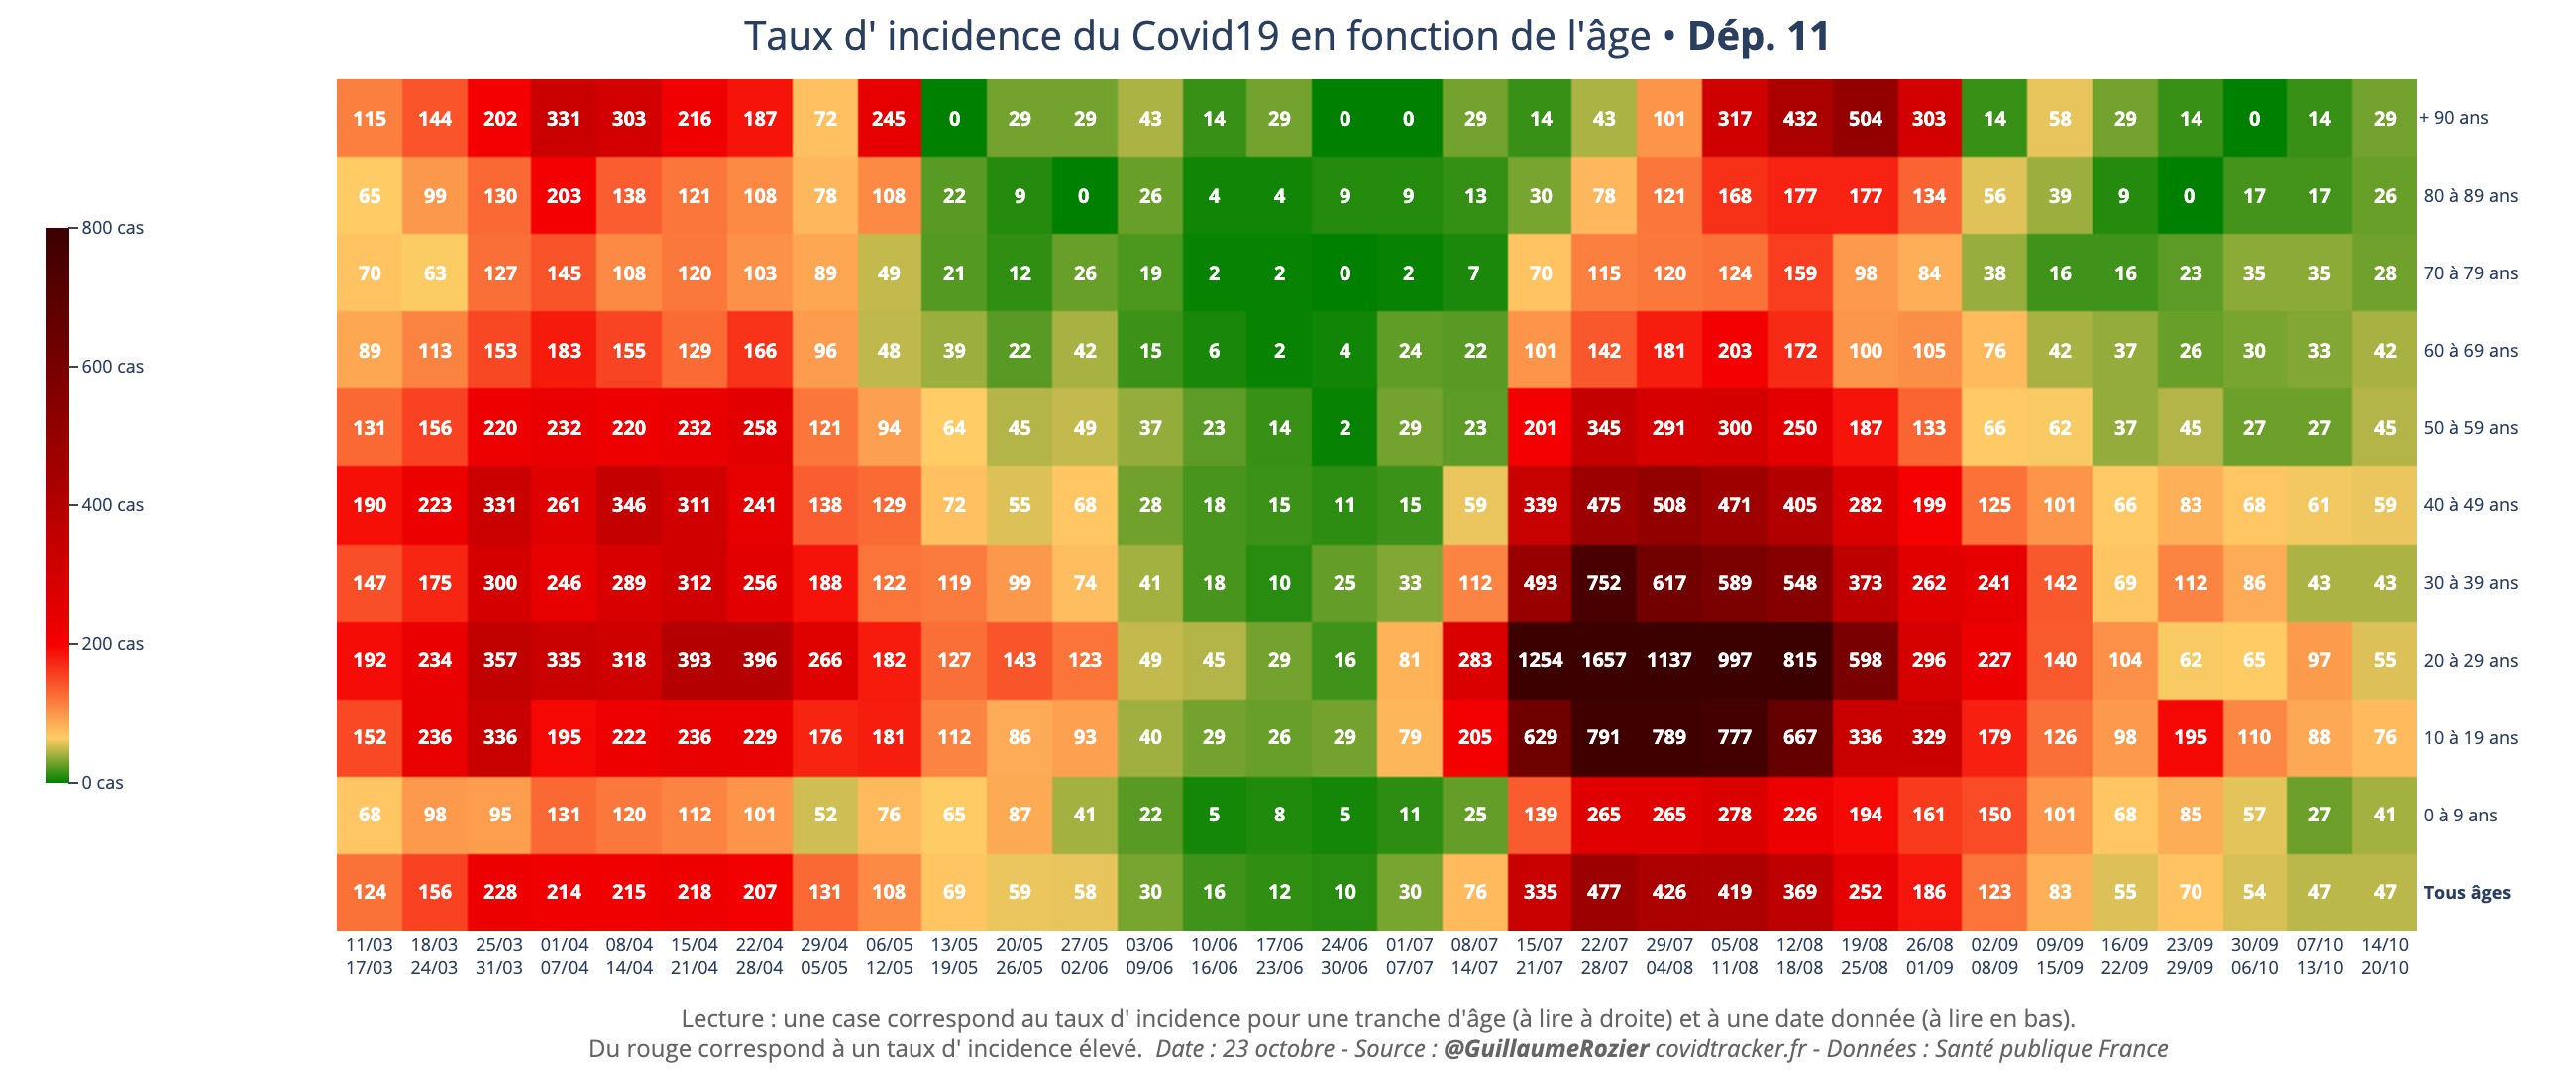 Taux d' incidence du Covid19 en fonction de l'âge • Dép. 11
800 cas
600 cas
400 cas
200 cas
0 cas
115 144 202 331 303 216 187 72 245 0 29 29 43 14 29 0 0 29 14 43 101 317 432 504 303 14 58 29 14 0 14 29 + 90 ans
65 99 130 203 138 121 108 78 108 22 9 0 26 4 4 9 9 13 30 78 121 168 177 177 134 56 39 9 0 17 17 26 80 à 89 ans
70 63 127 145 108 120 103 89 49 21 12 26 19 2 2 0 2 7 70 115 120 124 159 98 84 38 16 16 23 35 35 28 70 à 79 ans
89 113 153 183 155 129 166 96 48 39 22 42 15 6 2 4 24 22 101 142 181 203 172 100 105 76 42 37 26 30 33 42 60 à 69 ans
131 156 220 232 220 232 258 121 94 64 45 49 37 23 14 2 29 23 201 345 291 300 250 187 133 66 62 37 45 27 27 45 50 à 59 ans
190 223 331 261 346 311 241 138 129 72 55 68 28 18 15 11 15 59 339 475 508 471 405 282 199 125 101 66 83 68 61 59 40 à 49 ans
147 175 300 246 289 312 256 188 122 119 99 74 41 18 10 25 33 112 493 752 617 589 548 373 262 241 142 69 112 86 43 43 30 à 39 ans
192 234 357 335 318 393 396 266 182 127 143 123 49 45 29 16 81 283 1254 1657 1137 997 815 598 296 227 140 104 62 65 97 55 20 à 29 ans
152 236 336 195 222 236 229 176 181 112 86 93 40 29 26 29 79 205 629 791 789 777 667 336 329 179 126 98 195 110 88 76 10 à 19 ans
68 98 95 131 120 112 101 52 76 65 87 41 22 5 8 5 11 25 139 265 265 278 226 194 161 150 101 68 85 57 27 41 0 à 9 ans
124 156 228 214 215 218 207 131 108 69 59 58 30 16 12 10 30 76 335 477 426 419 369 252 186 123 83 55 70 54 47 47 Tous âges
11/03 18/03 25/03 01/04 08/04 15/04 22/04 29/04 06/05 13/05 20/05 27/05 03/06 10/06 17/06 24/06 01/07 08/07 15/07 22/07 29/07 05/08 12/08 19/08 26/08 02/09 09/09 16/09 23/09 30/09 07/10 14/10
17/03 24/03 31/03 07/04 14/04 21/04 28/04 05/05 12/05 19/05 26/05 02/06 09/06 16/06 23/06 30/06 07/07 14/07 21/07 28/07 04/08 11/08 18/08 25/08 01/09 08/09 15/09 22/09 29/09 06/10 13/10 20/10
Lecture : une case correspond au taux d' incidence pour une tranche d'âge (à lire à droite) et à une date donnée (à lire en bas).
Du rouge correspond à un taux d' incidence élevé. Date : 23 octobre - Source : @GuillaumeRozier covidtracker.fr - Données : Santé publique France